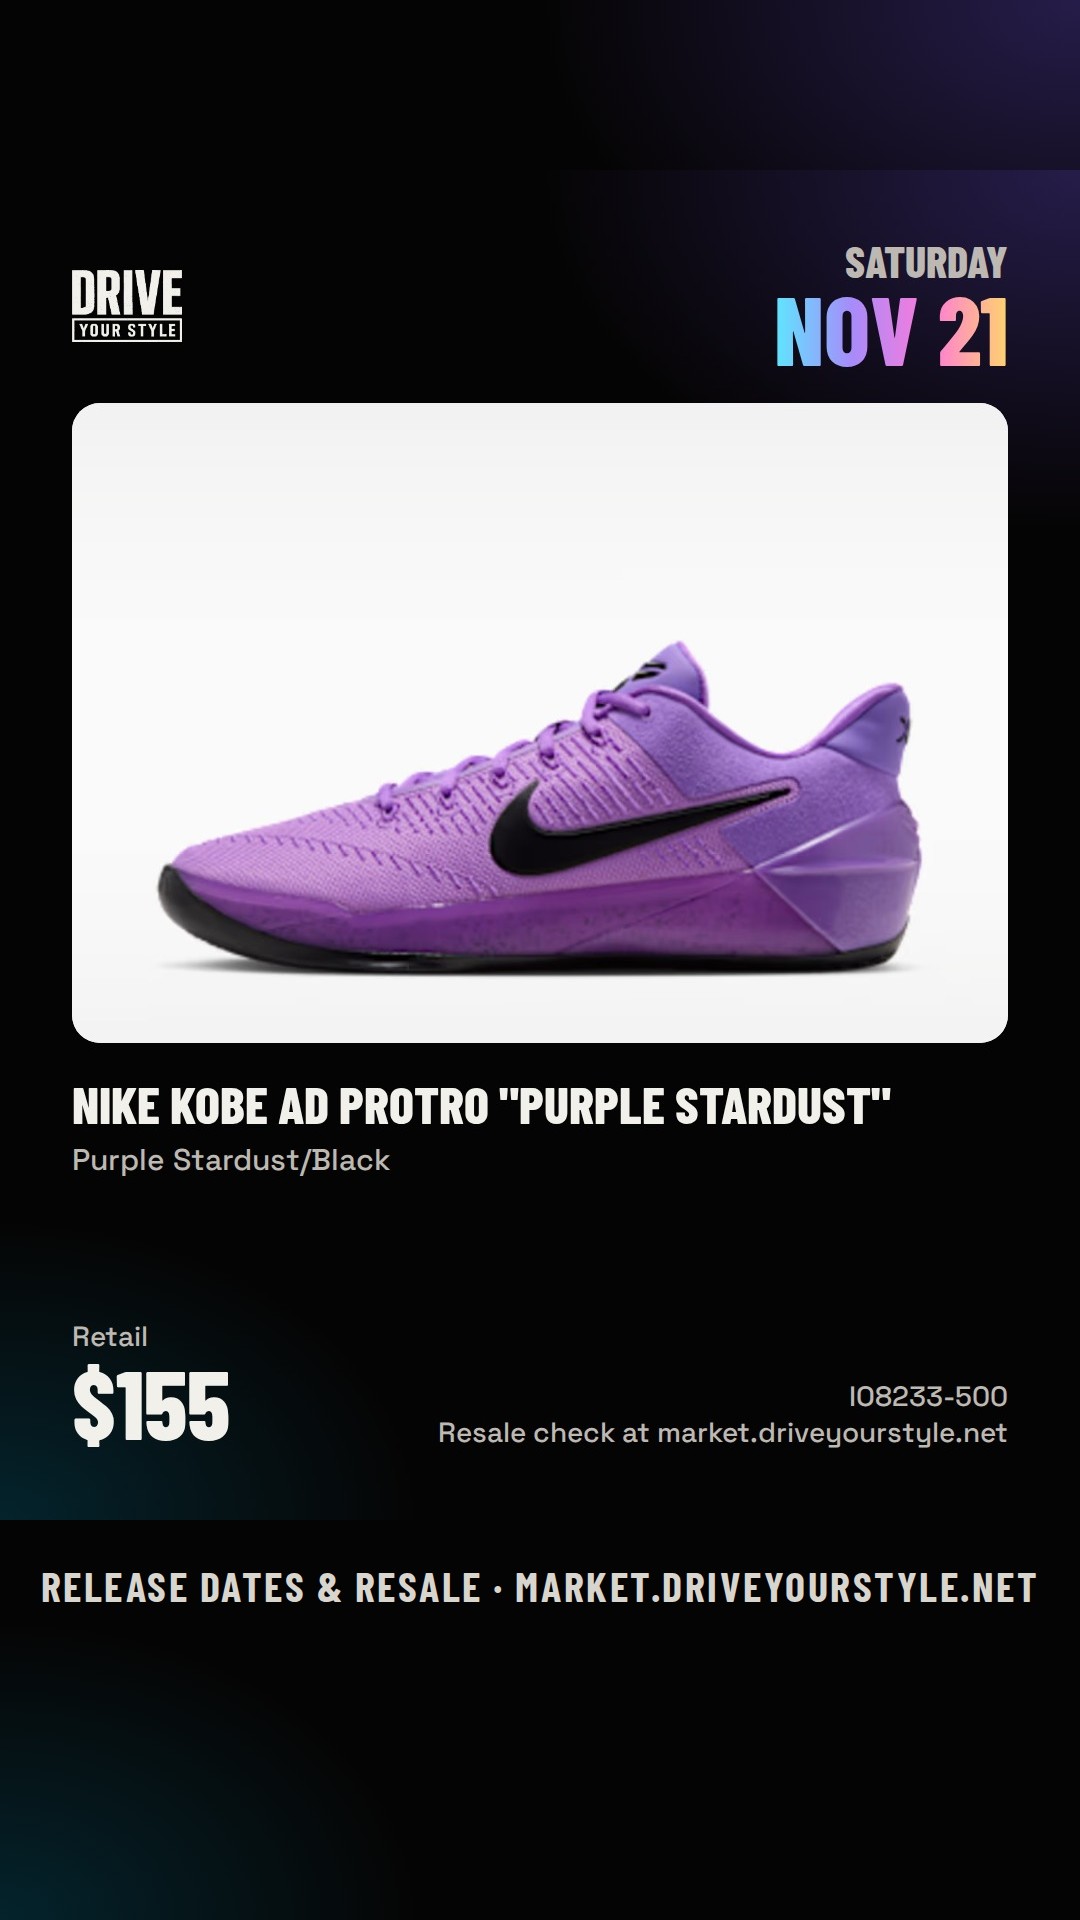 DRIVE
YOUR STYLE
SATURDAY
NOV 21
NIKE KOBE AD PROTRO "PURPLE STARDUST"
Purple Stardust/Black
Retail
$155
IO8233-500
Resale check at market.driveyourstyle.net
RELEASE DATES & RESALE • MARKET.DRIVEYOURSTYLE.NET